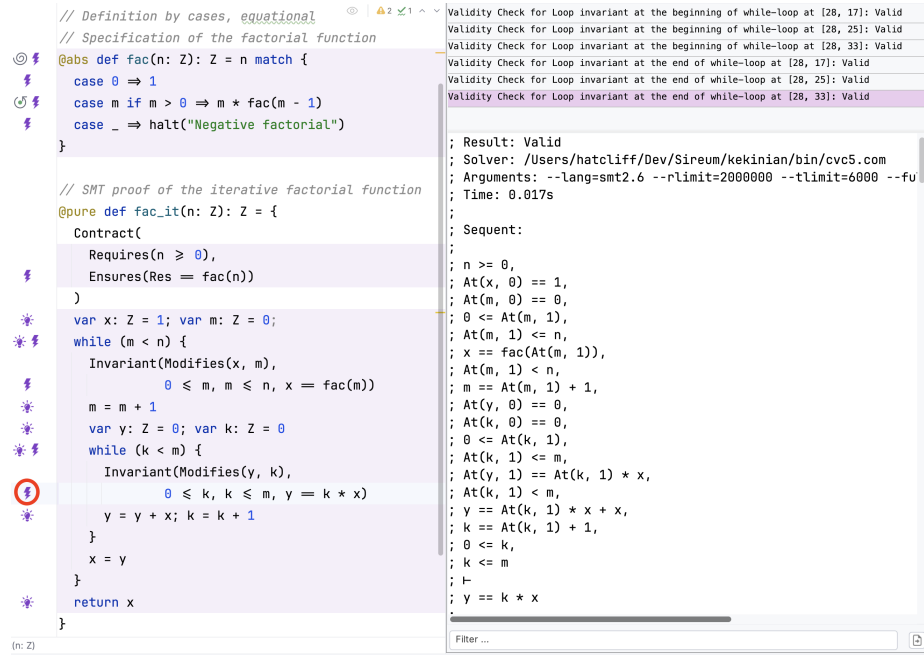 // Definition by cases, equational
2 1
// Specification of the factorial function
@abs def fac(n: Z): Z = n match {
case 0 ⇒ 1
case m if m > 0 ⇒ m * fac(m - 1)
case _ ⇒ halt("Negative factorial")
}
// SMT proof of the iterative factorial function
@pure def fac_it(n: Z): Z = {
Contract(
Requires(n ⩾ 0),
Ensures(Res == fac(n))
)
var x: Z = 1; var m: Z = 0;
while (m < n) {
Invariant(Modifies(x, m),
0 ⩽ m, m ⩽ n, x == fac(m))
m = m + 1
var y: Z = 0; var k: Z = 0
while (k < m) {
Invariant(Modifies(y, k),
0 ⩽ k, k ⩽ m, y == k * x)
y = y + x; k = k + 1
}
x = y
}
return x
}
(n: Z)
Validity Check for Loop invariant at the beginning of while-loop at [28, 17]: Valid
Validity Check for Loop invariant at the beginning of while-loop at [28, 25]: Valid
Validity Check for Loop invariant at the beginning of while-loop at [28, 33]: Valid
Validity Check for Loop invariant at the end of while-loop at [28, 17]: Valid
Validity Check for Loop invariant at the end of while-loop at [28, 25]: Valid
Validity Check for Loop invariant at the end of while-loop at [28, 33]: Valid
; Result: Valid
; Solver: /Users/hatcliff/Dev/Sireum/kekinian/bin/cvc5.com
; Arguments: --lang=smt2.6 --rlimit=2000000 --tlimit=6000 --fu
; Time: 0.017s
;
; Sequent:
;
; n >= 0,
; At(x, 0) == 1,
; At(m, 0) == 0,
; 0 <= At(m, 1),
; At(m, 1) <= n,
; x == fac(At(m, 1)),
; At(m, 1) < n,
; m == At(m, 1) + 1,
; At(y, 0) == 0,
; At(k, 0) == 0,
; 0 <= At(k, 1),
; At(k, 1) <= m,
; At(y, 1) == At(k, 1) * x,
; At(k, 1) < m,
; y == At(k, 1) * x + x,
; k == At(k, 1) + 1,
; 0 <= k,
; k <= m
; ⊢
; y == k * x
Filter ...